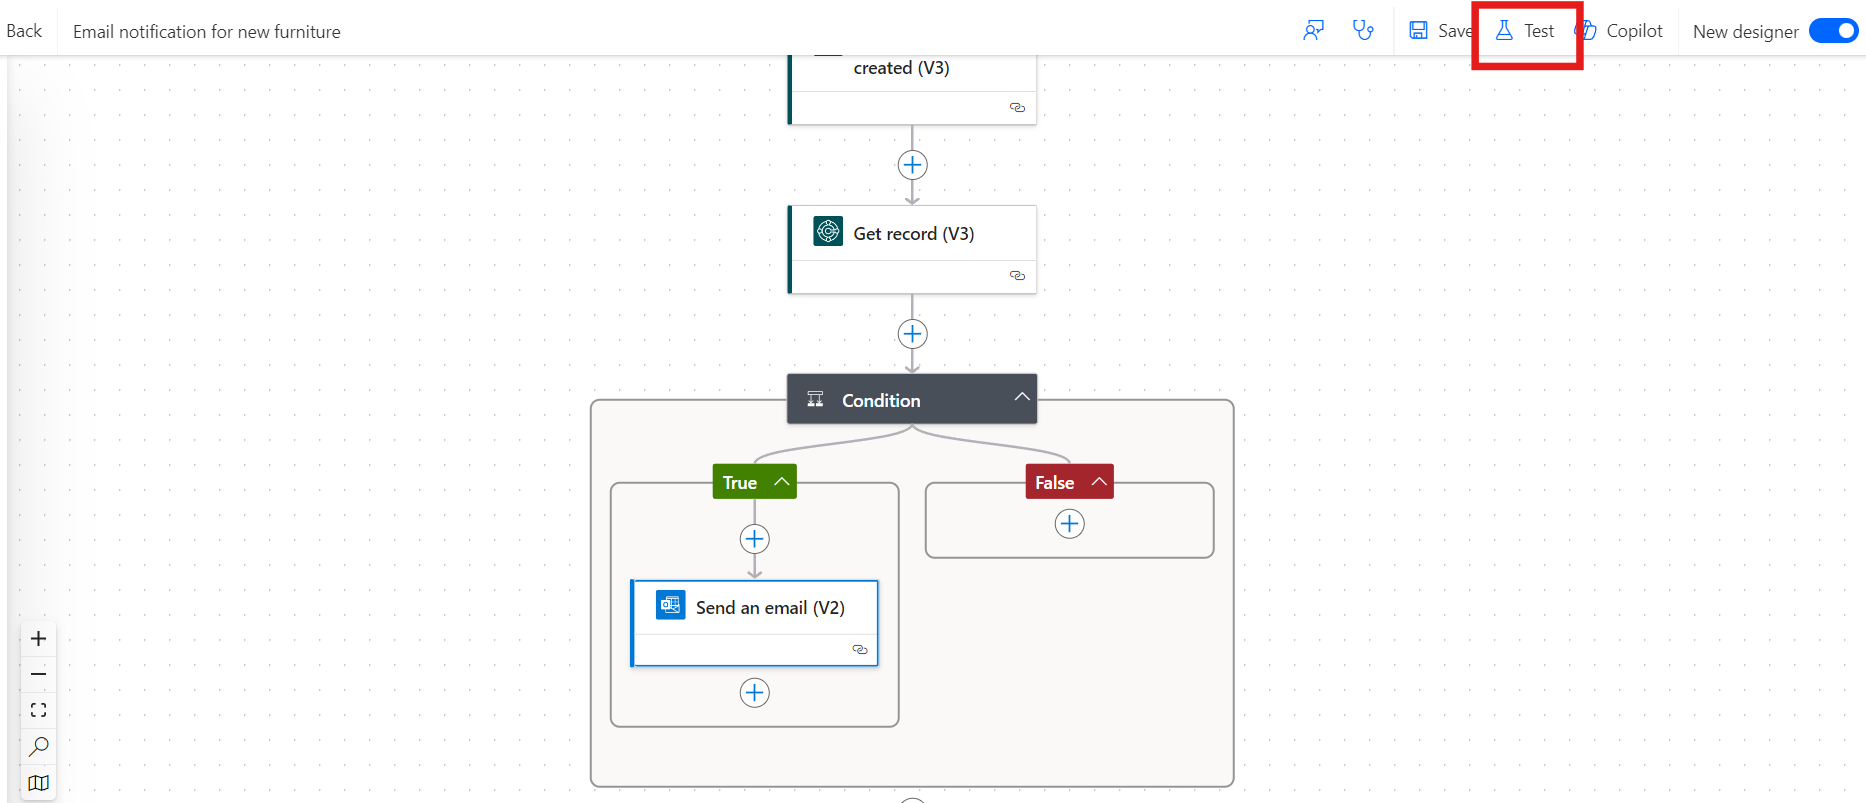 Back
Email notification for new furniture
Save
Test
Copilot
New designer
created (V3)
Get record (V3)
Condition
True
False
Send an email (V2)